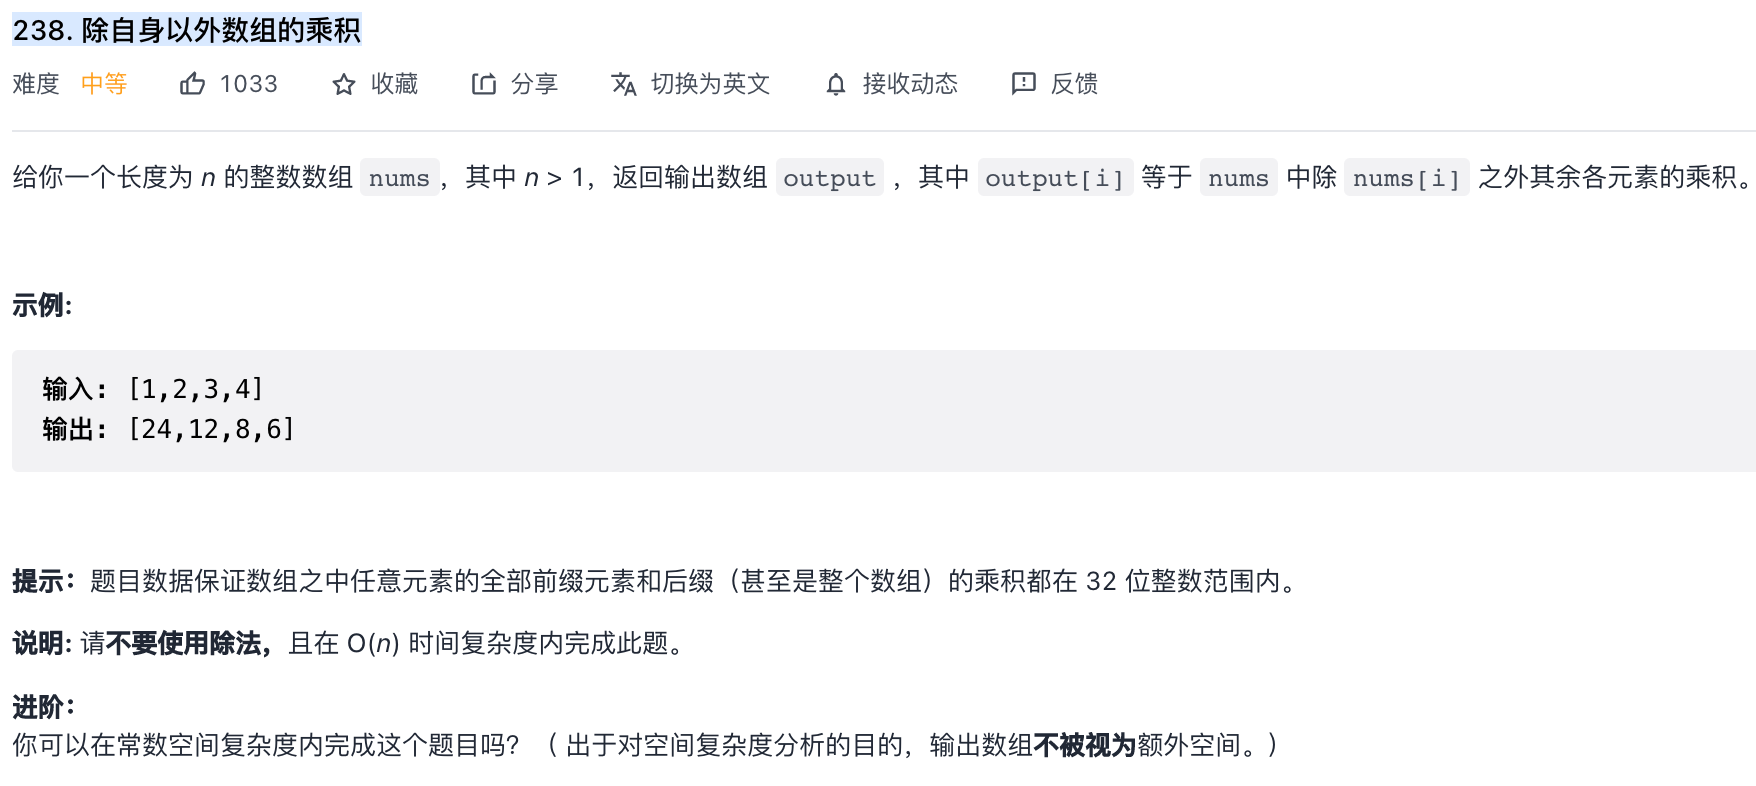 238. 除自身以外数组的乘积
难度 中等 1033 收藏 分享 切换为英文 接收动态 反馈
给你一个长度为 n 的整数数组 nums，其中 n > 1，返回输出数组 output ，其中 output[i] 等于 nums 中除 nums[i] 之外其余各元素的乘积。
示例:
输入: [1,2,3,4]
输出: [24,12,8,6]
提示：题目数据保证数组之中任意元素的全部前缀元素和后缀（甚至是整个数组）的乘积都在 32 位整数范围内。
说明: 请不要使用除法，且在 O(n) 时间复杂度内完成此题。
进阶：
你可以在常数空间复杂度内完成这个题目吗？（ 出于对空间复杂度分析的目的，输出数组不被视为额外空间。）